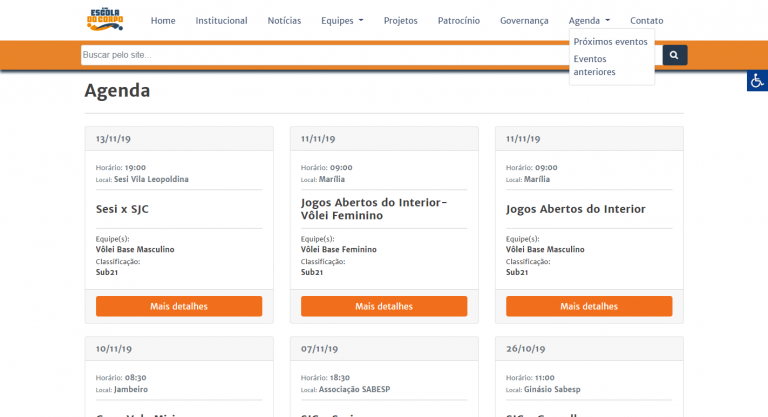 ESCOLA
DO CORPO
Home Institucional Notícias Equipes Projetos Patrocínio Governança Agenda Contato
Próximos eventos
Eventos
anteriores
Buscar pelo site...
Agenda
13/11/19
Horário: 19:00
Local: Sesi Vila Leopoldina
Sesi x SJC
Equipe(s):
Vôlei Base Masculino
Classificação:
Sub21
Mais detalhes
11/11/19
Horário: 09:00
Local: Marília
Jogos Abertos do Interior-
Vôlei Feminino
Equipe(s):
Vôlei Base Feminino
Classificação:
Sub21
Mais detalhes
11/11/19
Horário: 09:00
Local: Marília
Jogos Abertos do Interior
Equipe(s):
Vôlei Base Masculino
Classificação:
Sub21
Mais detalhes
10/11/19
Horário: 08:30
Local: Jambeiro
07/11/19
Horário: 18:30
Local: Associação SABESP
26/10/19
Horário: 11:00
Local: Ginásio Sabesp